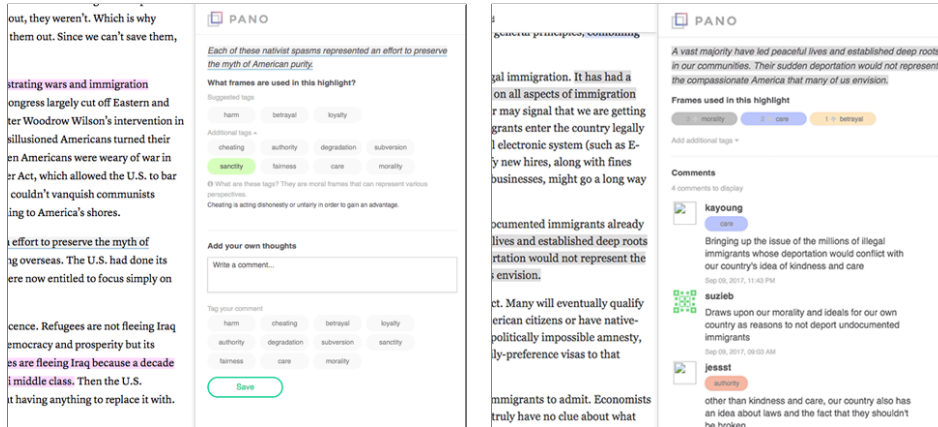 out, they weren't. Which is why
them out. Since we can't save them,
strating wars and immigration
ongress largely cut off Eastern and
ter Woodrow Wilson's intervention in
sillusioned Americans turned their
en Americans were weary of war in
er Act, which allowed the U.S. to bar
couldn't vanquish communists
ing to America's shores.
effort to preserve the myth of
ng overseas. The U.S. had done its
ere now entitled to focus simply on
cence. Refugees are not fleeing Iraq
emocracy and prosperity but its
es are fleeing Iraq because a decade
i middle class. Then the U.S.
t having anything to replace it with.
PANO
Each of these nativist spasms represented an effort to preserve
the myth of American purity.
What frames are used in this highlight?
Suggested tags
harm betrayal loyalty
Additional tags
cheating authority degradation subversion
sanctity fairness care morality
What are these tags? They are moral frames that can represent various
perspectives.
Cheating is acting dishonestly or unfairly in order to gain an advantage.
Add your own thoughts
Write a comment...
Tag your comment
harm cheating betrayal loyalty
authority degradation subversion sanctity
fairness care morality
Save
general principles, combining
gal immigration. It has had a
on all aspects of immigration
r may signal that we are getting
grants enter the country legally
l electronic system (such as E-
fy new hires, along with fines
businesses, might go a long way
ocumented immigrants already
lives and established deep roots
rtation would not represent the
s envision.
ct. Many will eventually qualify
erican citizens or have native-
politically impossible amnesty,
ily-preference visas to that
mmigrants to admit. Economists
truly have no clue about what
PANO
A vast majority have led peaceful lives and established deep roots
in our communities. Their sudden deportation would not represent
the compassionate America that many of us envision.
Frames used in this highlight
2 morality 2 care 1 betrayal
Add additional tags
Comments
4 comments to display
kayoung
care
Bringing up the issue of the millions of illegal
immigrants whose deportation would conflict with
our country's idea of kindness and care
Sep 09, 2017, 11:43 PM
suzieb
Draws upon our morality and ideals for our own
country as reasons to not deport undocumented
immigrants
Sep 09, 2017, 09:03 AM
jessst
authority
other than kindness and care, our country also has
an idea about laws and the fact that they shouldn't
be broken